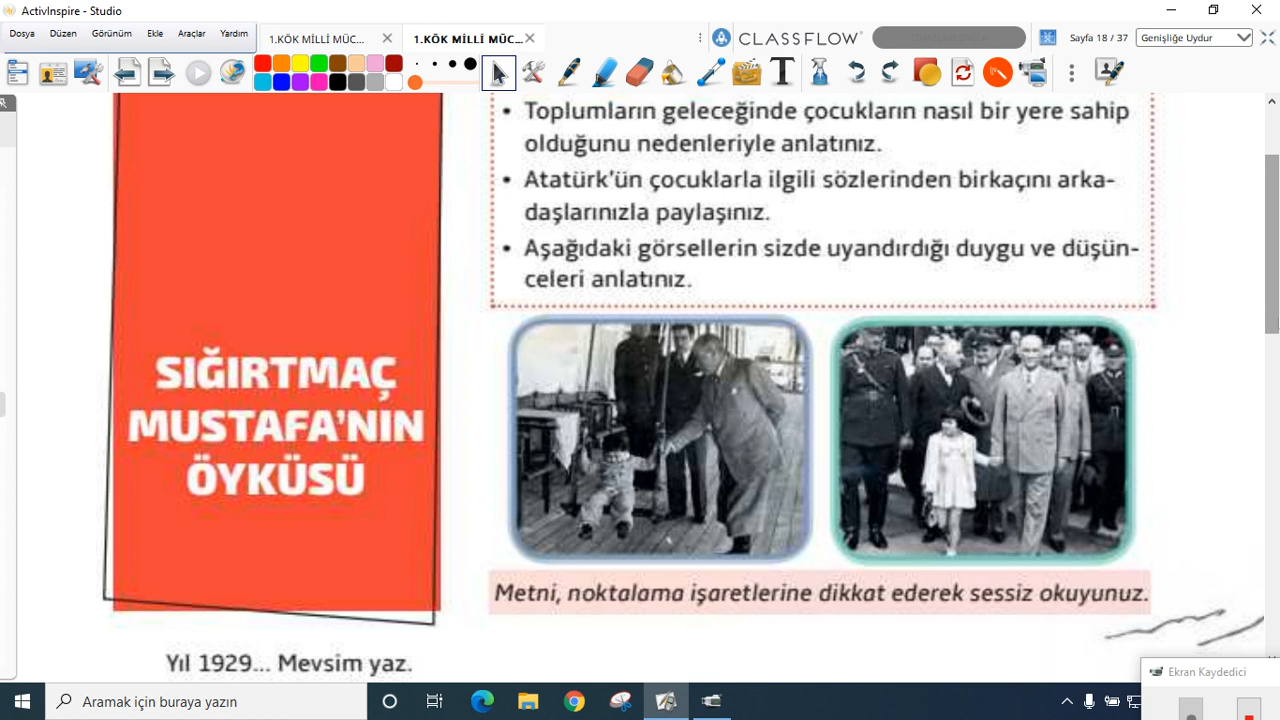 ActivInspire - Studio
Dosya Düzen Görünüm Ekle Araçlar Yardım
1.KÖK MİLLİ MÜC...
1.KÖK MİLLİ MÜC...
CLASSFLOW
Sayfa 18 / 37
Genişliğe Uydur
• Toplumların geleceğinde çocukların nasıl bir yere sahip
olduğunu nedenleriyle anlatınız.
• Atatürk'ün çocuklarla ilgili sözlerinden birkaçını arka-
daşlarınızla paylaşınız.
• Aşağıdaki görsellerin sizde uyandırdığı duygu ve düşün-
celeri anlatınız.
SIĞIRTMAÇ
MUSTAFA'NIN
ÖYKÜSÜ
Metni, noktalama işaretlerine dikkat ederek sessiz okuyunuz.
Yıl 1929... Mevsim yaz.
Ekran Kaydedici
Aramak için buraya yazın